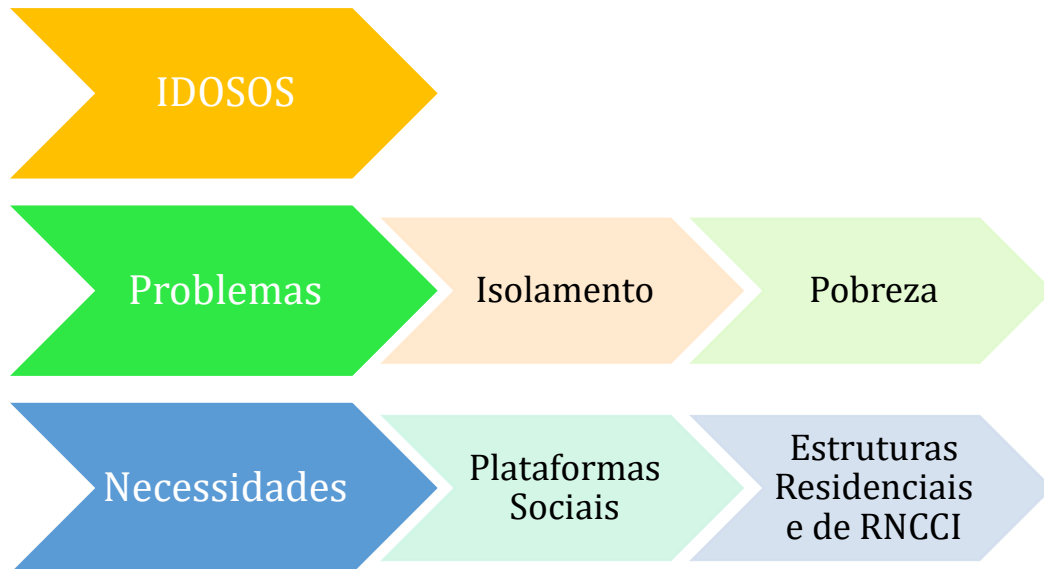 IDOSOS
Problemas
Isolamento
Pobreza
Necessidades
Plataformas
Sociais
Estruturas
Residenciais
e de RNCCI